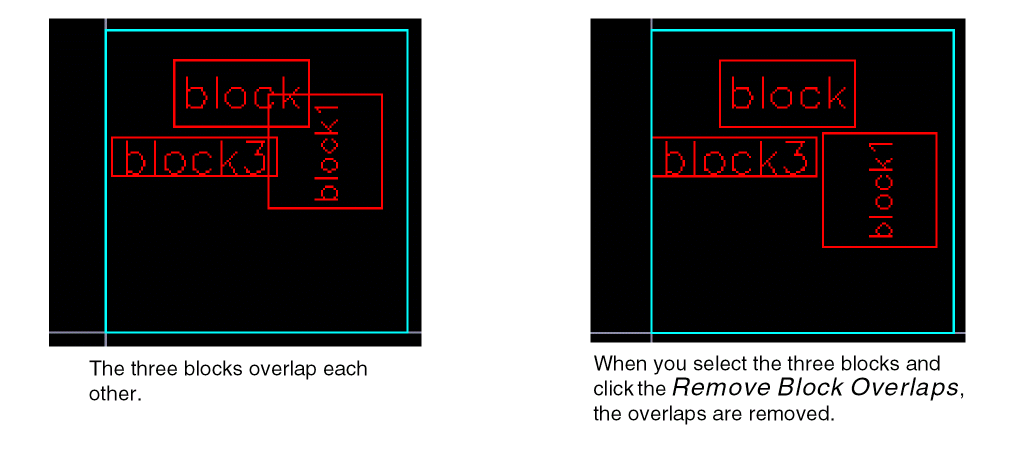 block
block1
block3
The three blocks overlap each
other.
block
block3
block1
When you select the three blocks and
click the Remove Block Overlaps,
the overlaps are removed.